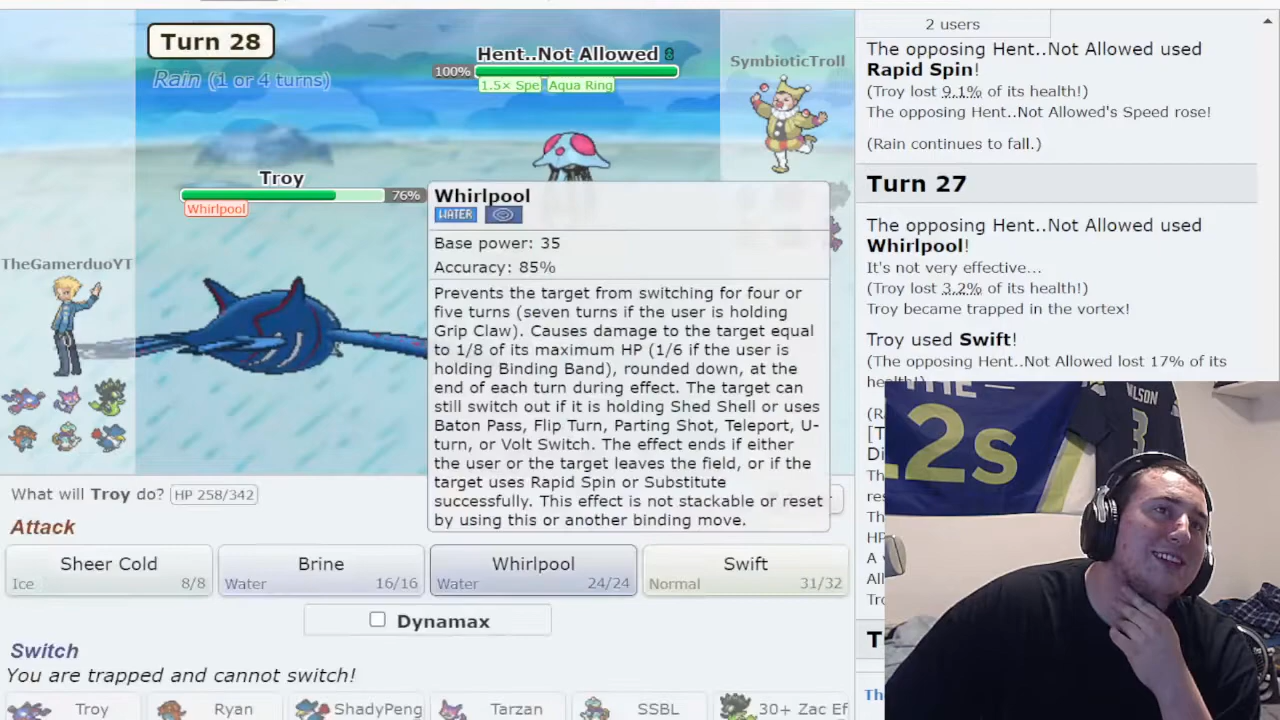 Turn 28
Rain (1 or 4 turns)
Hent..Not Allowed
100%
1.5× Spe Aqua Ring
SymbioticTroll
Troy
76%
Whirlpool
TheGamerduoYT
Whirlpool
WATER
Base power: 35
Accuracy: 85%
Prevents the target from switching for four or
five turns (seven turns if the user is holding
Grip Claw). Causes damage to the target equal
to 1/8 of its maximum HP (1/6 if the user is
holding Binding Band), rounded down, at the
end of each turn during effect. The target can
still switch out if it is holding Shed Shell or uses
Baton Pass, Flip Turn, Parting Shot, Teleport, U-
turn, or Volt Switch. The effect ends if either
the user or the target leaves the field, or if the
target uses Rapid Spin or Substitute
successfully. This effect is not stackable or reset
by using this or another binding move.
What will Troy do? HP 258/342
Attack
Sheer Cold
Ice 8/8
Brine
Water 16/16
Whirlpool
Water 24/24
Swift
Normal 31/32
Dynamax
Switch
You are trapped and cannot switch!
Troy
Ryan
ShadyPeng
Tarzan
SSBL
30+ Zac Ef
2 users
The opposing Hent..Not Allowed used
Rapid Spin!
(Troy lost 9.1% of its health!)
The opposing Hent..Not Allowed's Speed rose!
(Rain continues to fall.)
Turn 27
The opposing Hent..Not Allowed used
Whirlpool!
It's not very effective...
(Troy lost 3.2% of its health!)
Troy became trapped in the vortex!
Troy used Swift!
(The opposing Hent..Not Allowed lost 17% of its
health!)
2s
WILSON
3